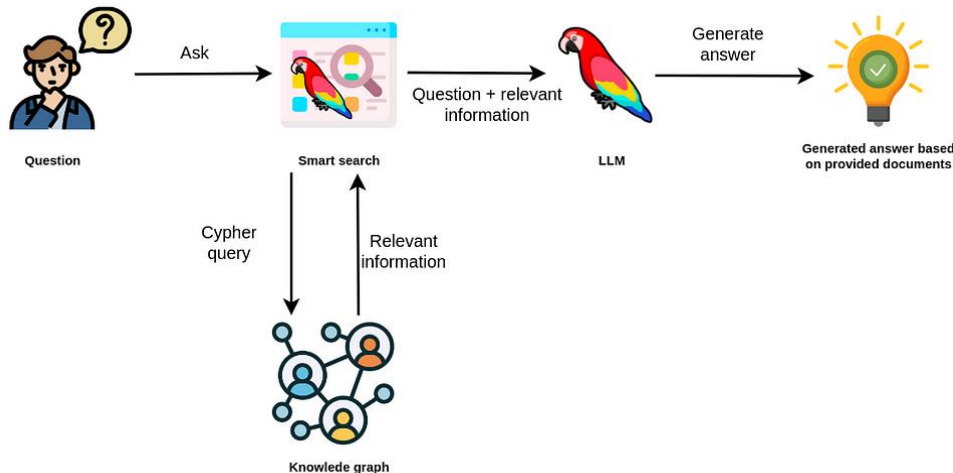 ?
Ask
Generate
answer
Question + relevant
information
Question
Smart search
LLM
Generated answer based
on provided documents
Cypher
query
Relevant
information
Knowlede graph